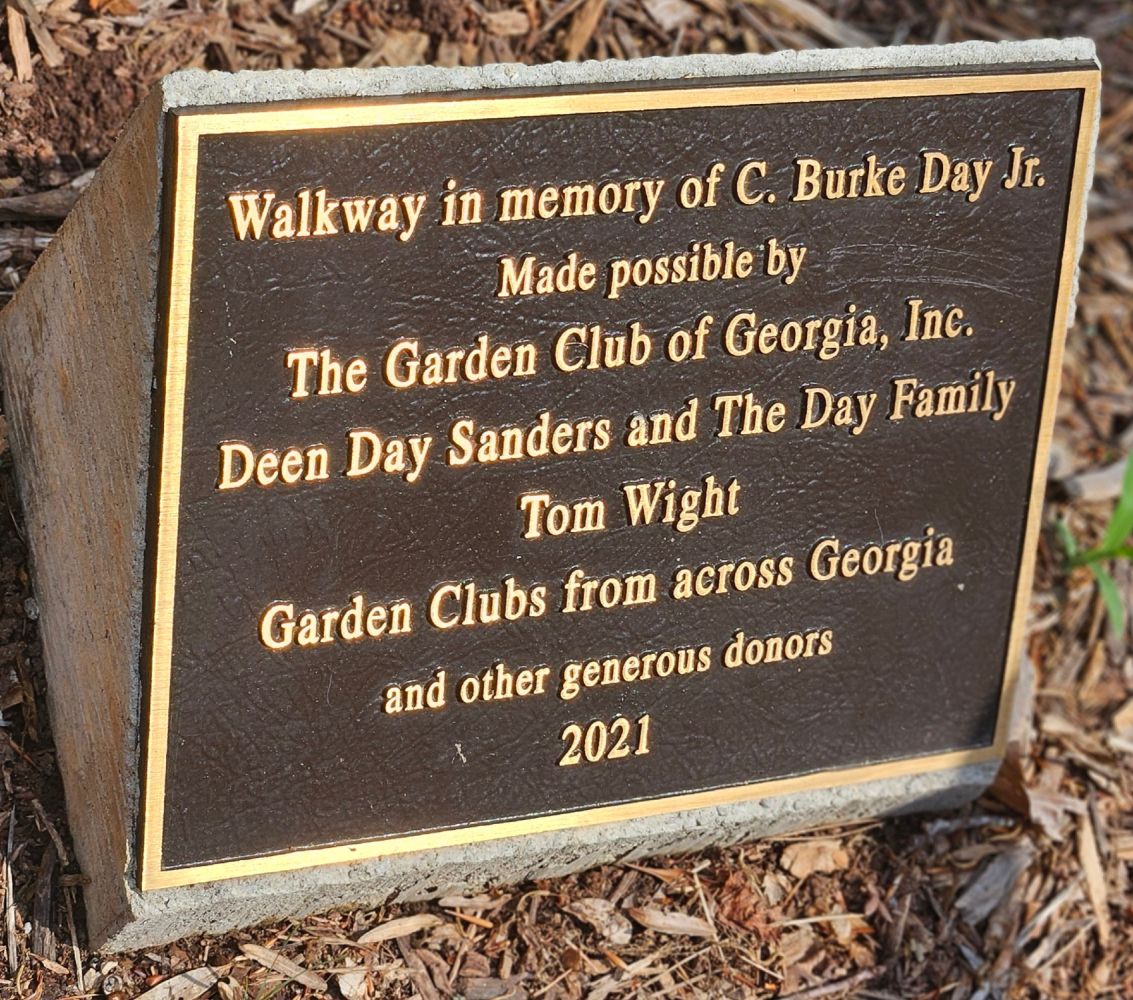 Walkway in memory of C. Burke Day Jr.
Made possible by
The Garden Club of Georgia, Inc.
Deen Day Sanders and The Day Family
Tom Wight
Garden Clubs from across Georgia
and other generous donors
2021